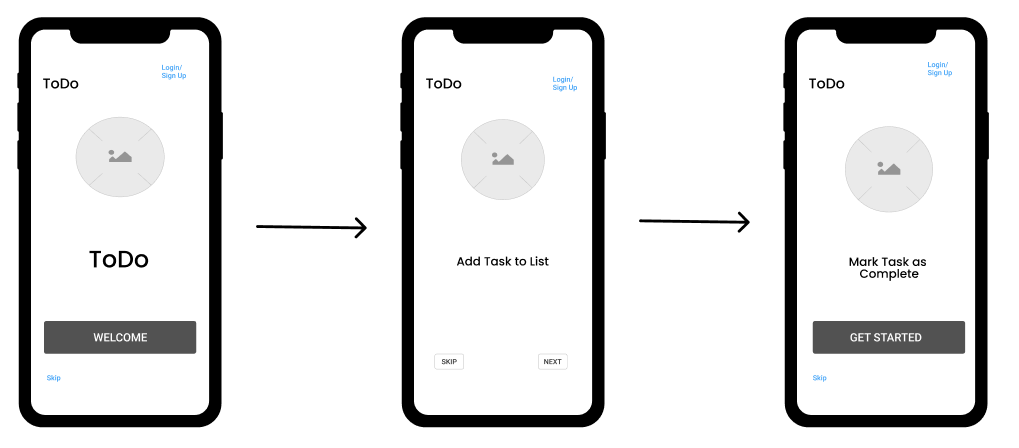 Login/
Sign Up
ToDo
ToDo
WELCOME
Skip
ToDo
Login/
Sign Up
Add Task to List
SKIP
NEXT
Login/
Sign Up
ToDo
Mark Task as
Complete
GET STARTED
Skip